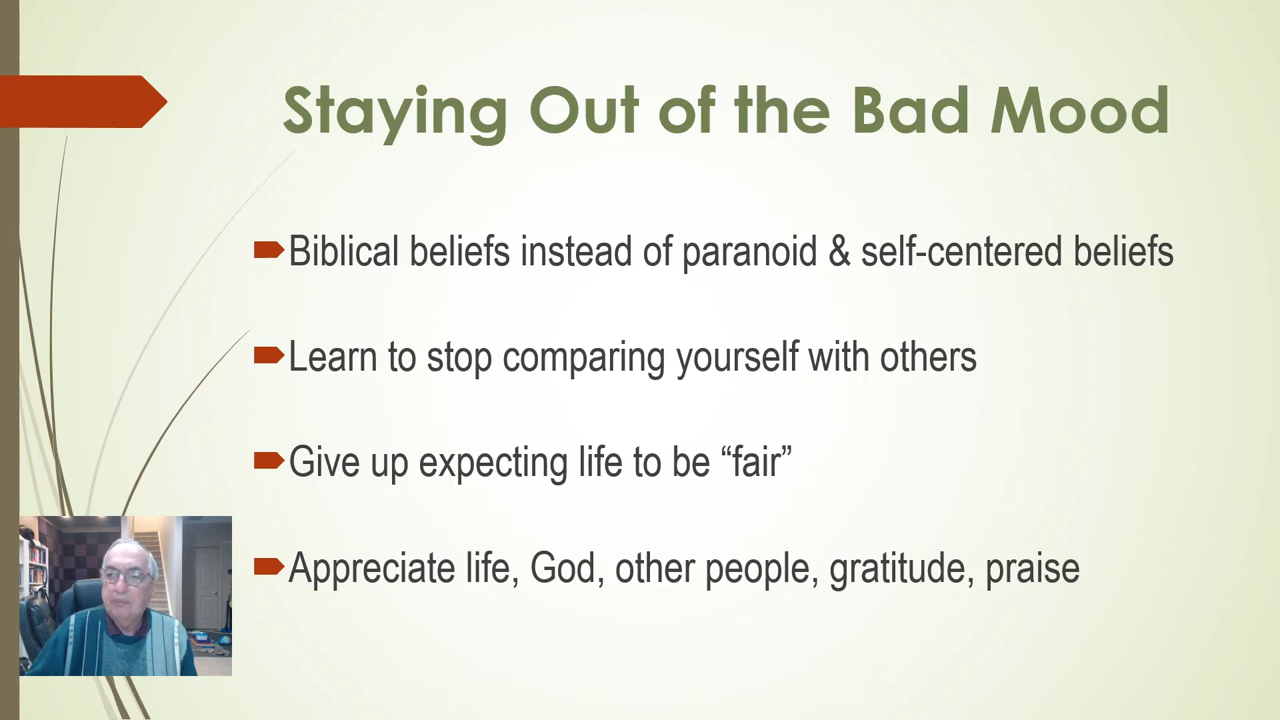 Staying Out of the Bad Mood
Biblical beliefs instead of paranoid & self-centered beliefs
Learn to stop comparing yourself with others
Give up expecting life to be “fair”
Appreciate life, God, other people, gratitude, praise